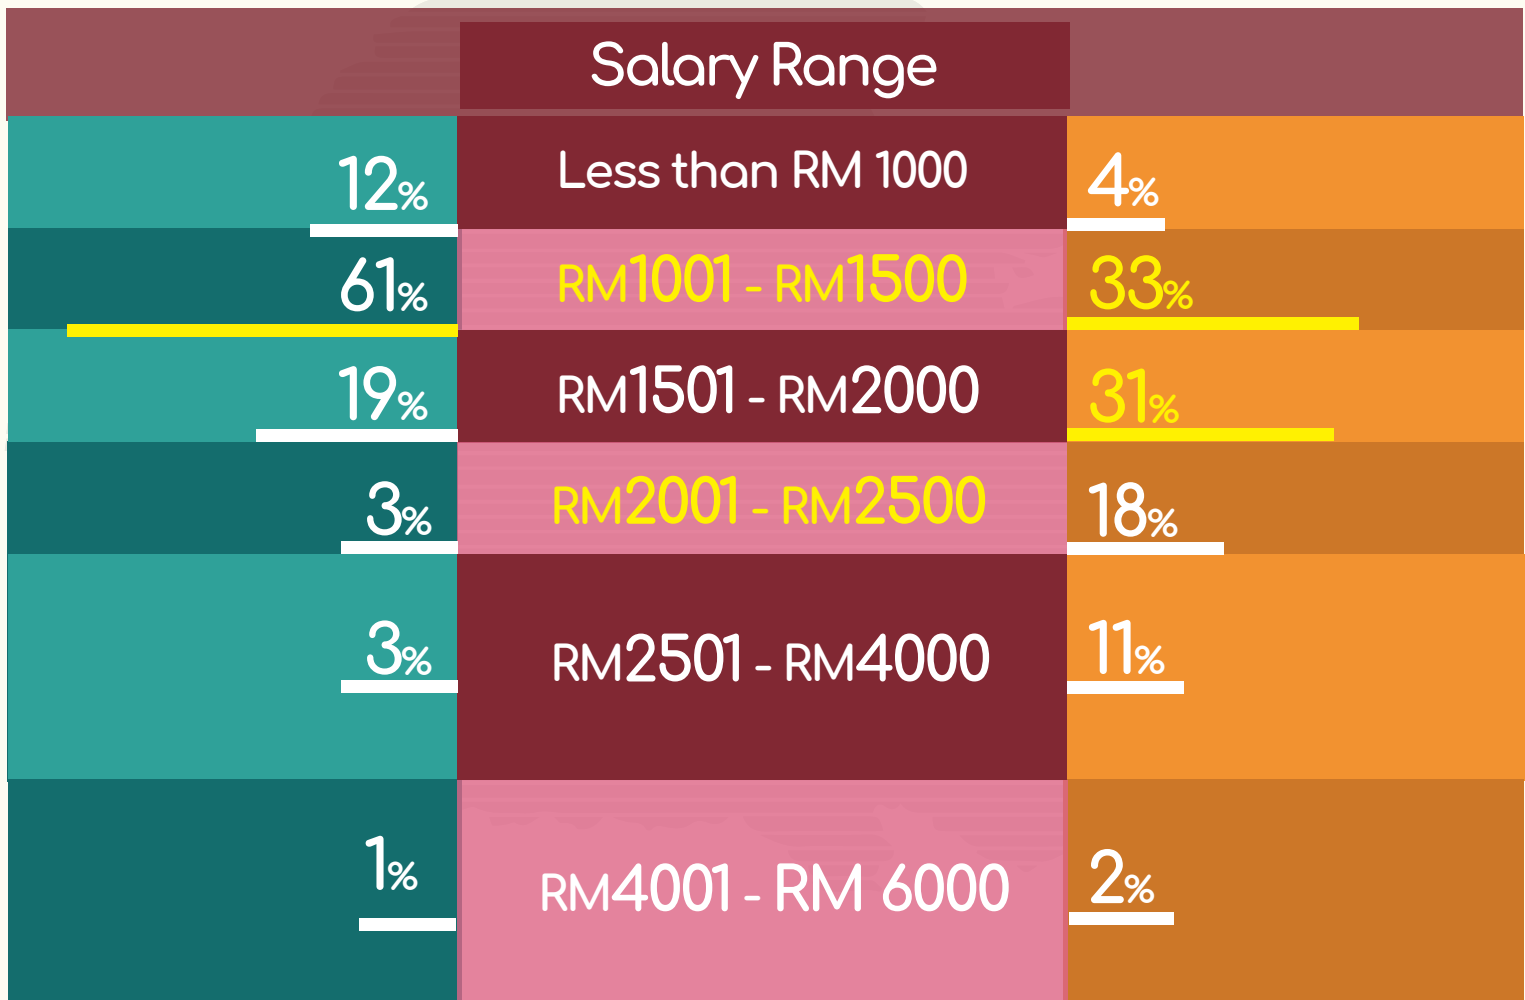 Salary Range
12% Less than RM 1000 4%
61% RM1001 - RM1500 33%
19% RM1501 - RM2000 31%
3% RM2001 - RM2500 18%
3% RM2501 - RM4000 11%
1% RM4001 - RM 6000 2%